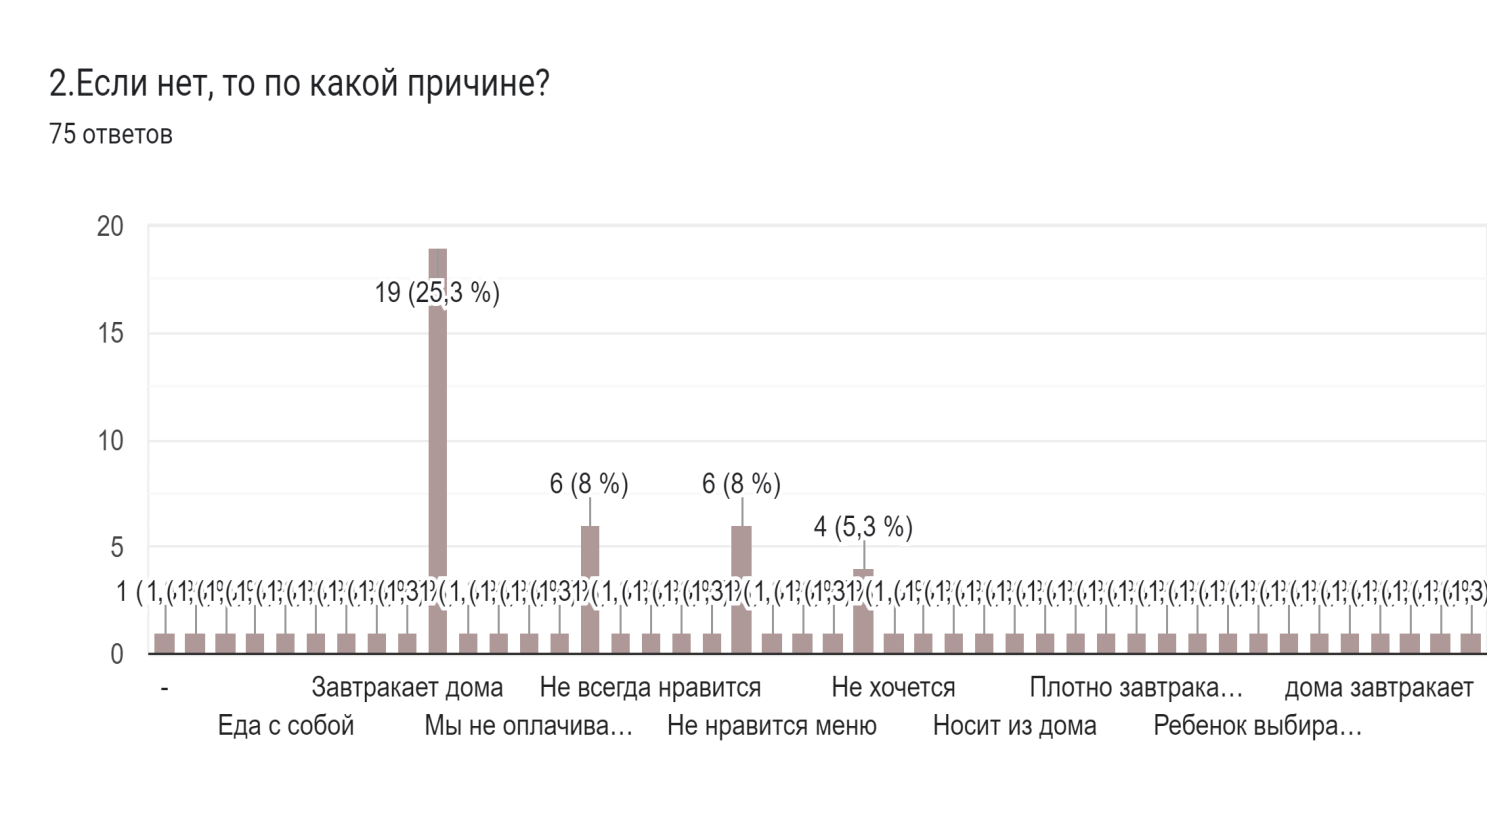 2.Если нет, то по какой причине?
75 ответов
20
19 (25,3 %)
15
10
6 (8 %) 6 (8 %)
4 (5,3 %)
5
0
- Завтракает дома Не всегда нравится Не хочется Плотно завтрака… дома завтракает
Еда с собой Мы не оплачива… Не нравится меню Носит из дома Ребенок выбира…